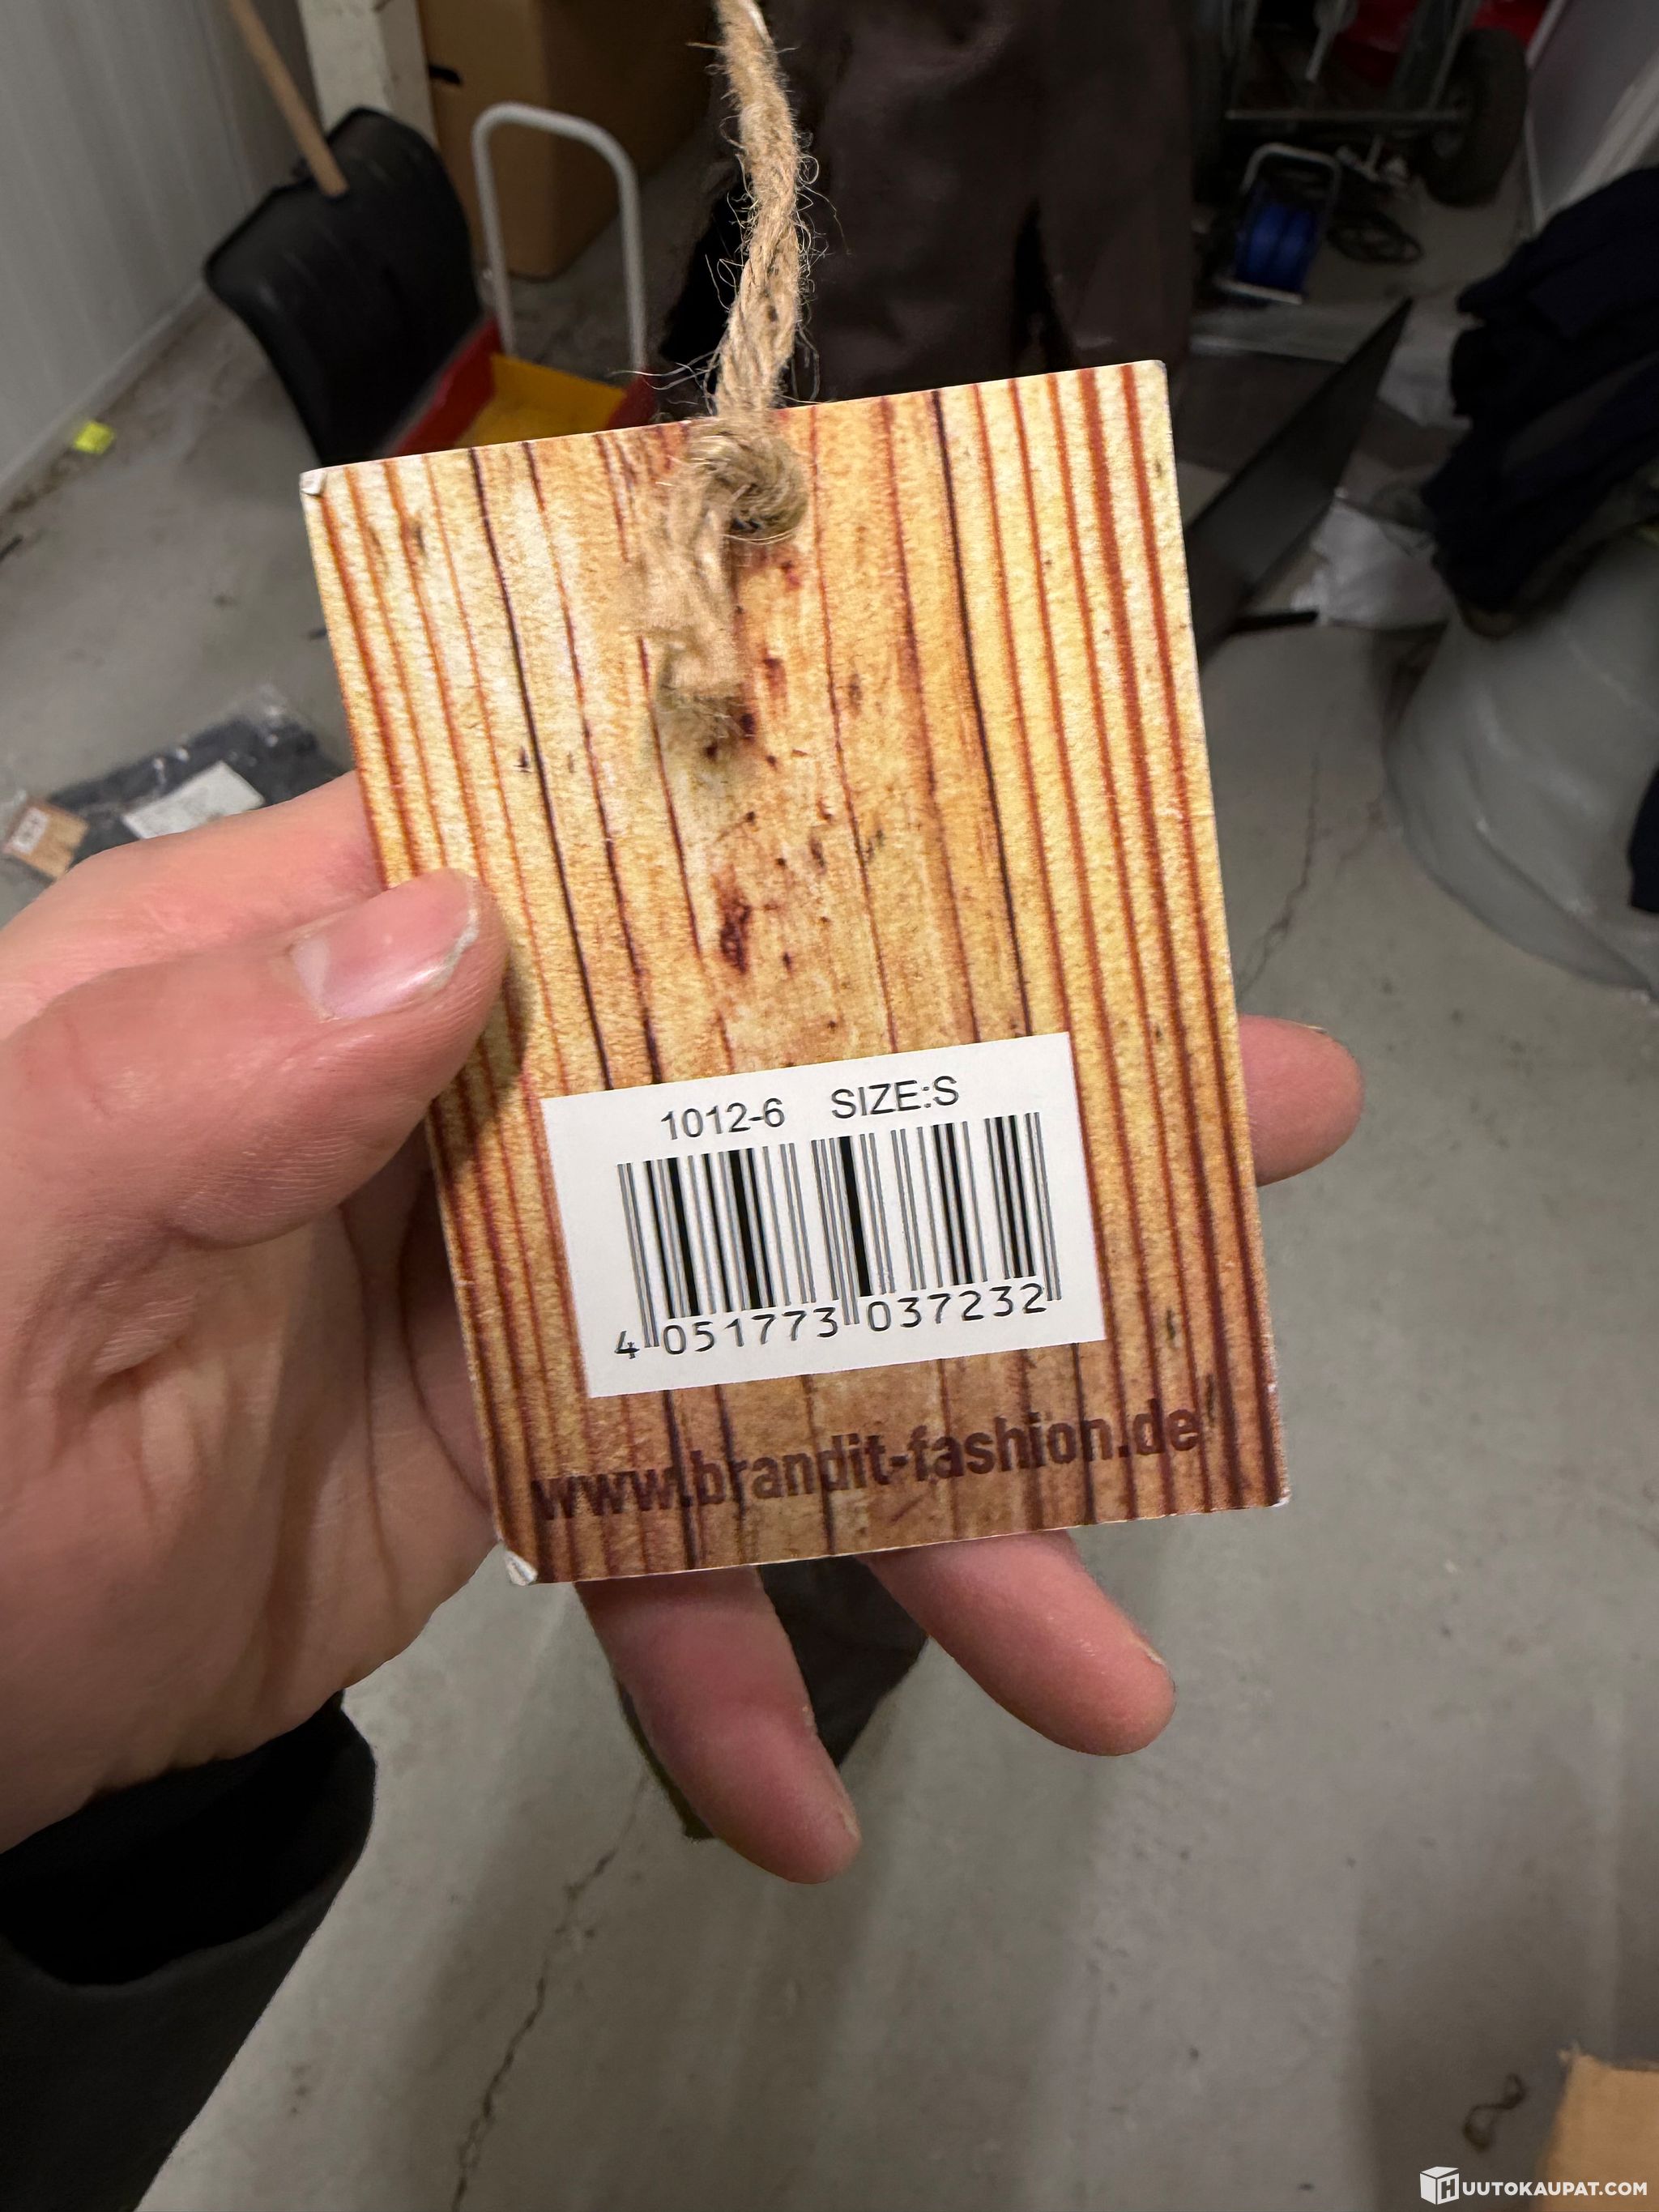 1012-6 SIZE:S
4 051773 037232
www.brandit-fashion.de
HUUTOKAUPAT.COM